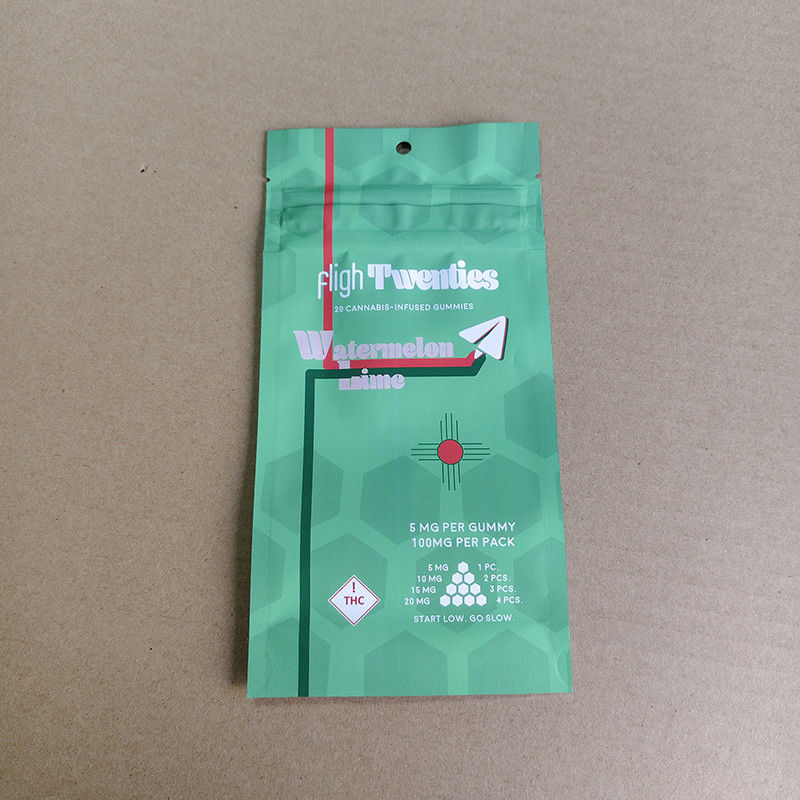 fligh Twenties
20 CANNABIS-INFUSED GUMMIES
Watermelon
Lime
5 MG PER GUMMY
100MG PER PACK
5 MG 1 PC.
10 MG 2 PCS.
15 MG 3 PCS.
20 MG 4 PCS.
START LOW. GO SLOW.
!
THC